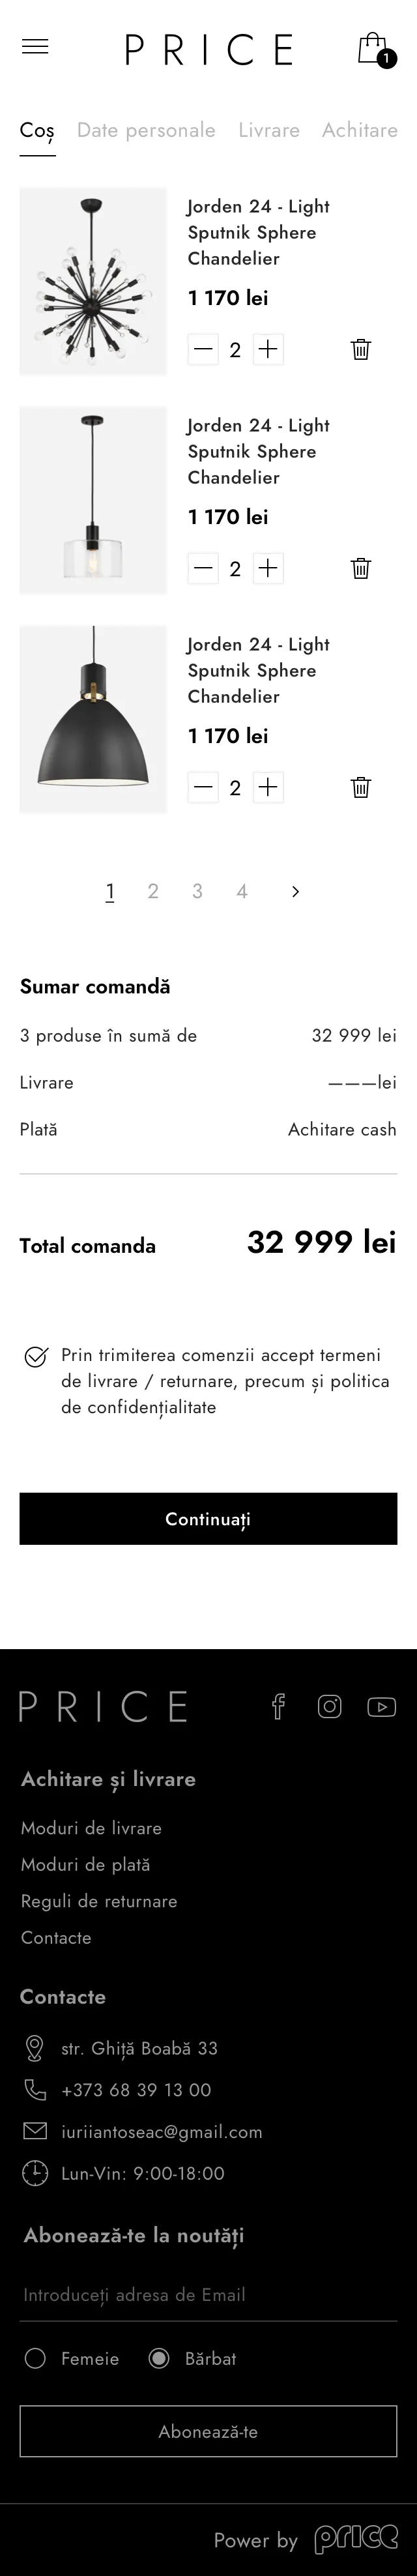 PRICE
1
Coș Date personale Livrare Achitare
Jorden 24 - Light
Sputnik Sphere
Chandelier
1 170 lei
2
Jorden 24 - Light
Sputnik Sphere
Chandelier
1 170 lei
2
Jorden 24 - Light
Sputnik Sphere
Chandelier
1 170 lei
2
1 2 3 4
Sumar comandă
3 produse în sumă de 32 999 lei
Livrare ———lei
Plată Achitare cash
Total comanda 32 999 lei
Prin trimiterea comenzii accept termeni
de livrare / returnare, precum și politica
de confidențialitate
Continuați
PRICE
Achitare și livrare
Moduri de livrare
Moduri de plată
Reguli de returnare
Contacte
Contacte
str. Ghiță Boabă 33
+373 68 39 13 00
iuriiantoseac@gmail.com
Lun-Vin: 9:00-18:00
Abonează-te la noutăți
Introduceți adresa de Email
Femeie Bărbat
Abonează-te
Power by price